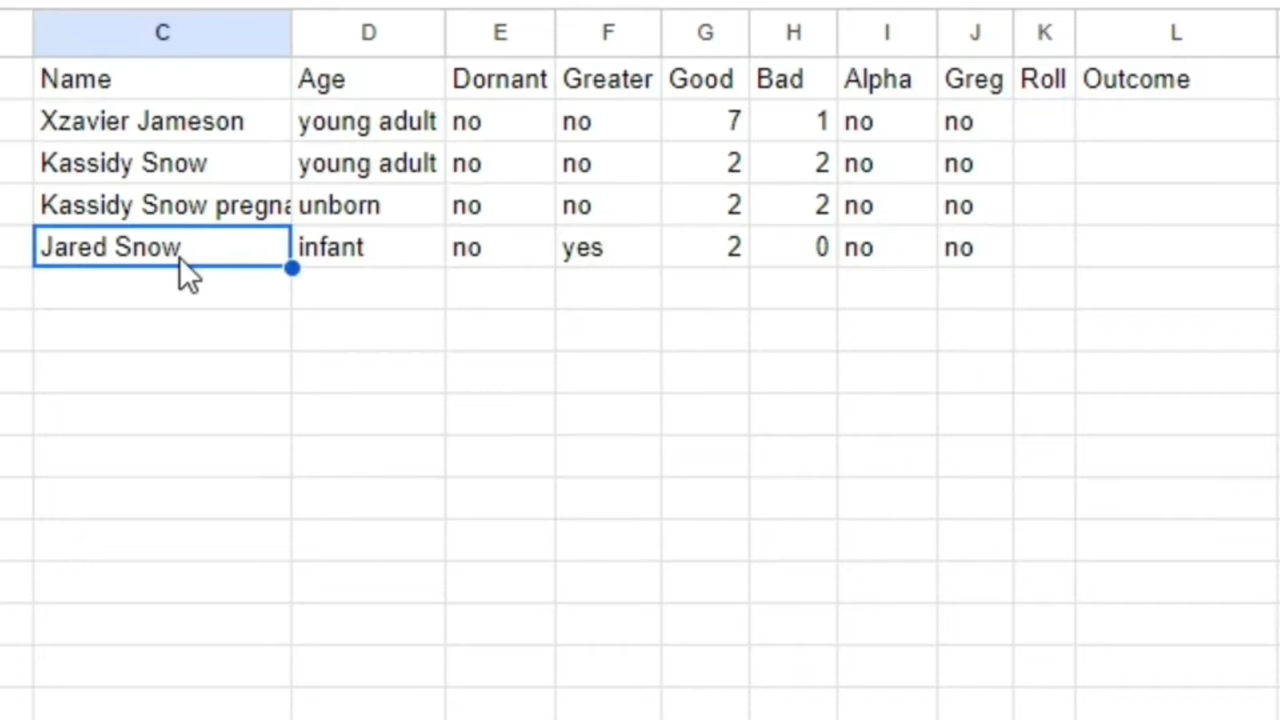 C D E F G H I J K L
Name Age Dornant Greater Good Bad Alpha Greg Roll Outcome
Xzavier Jameson young adult no no 7 1 no no
Kassidy Snow young adult no no 2 2 no no
Kassidy Snow pregna unborn no no 2 2 no no
Jared Snow infant no yes 2 0 no no